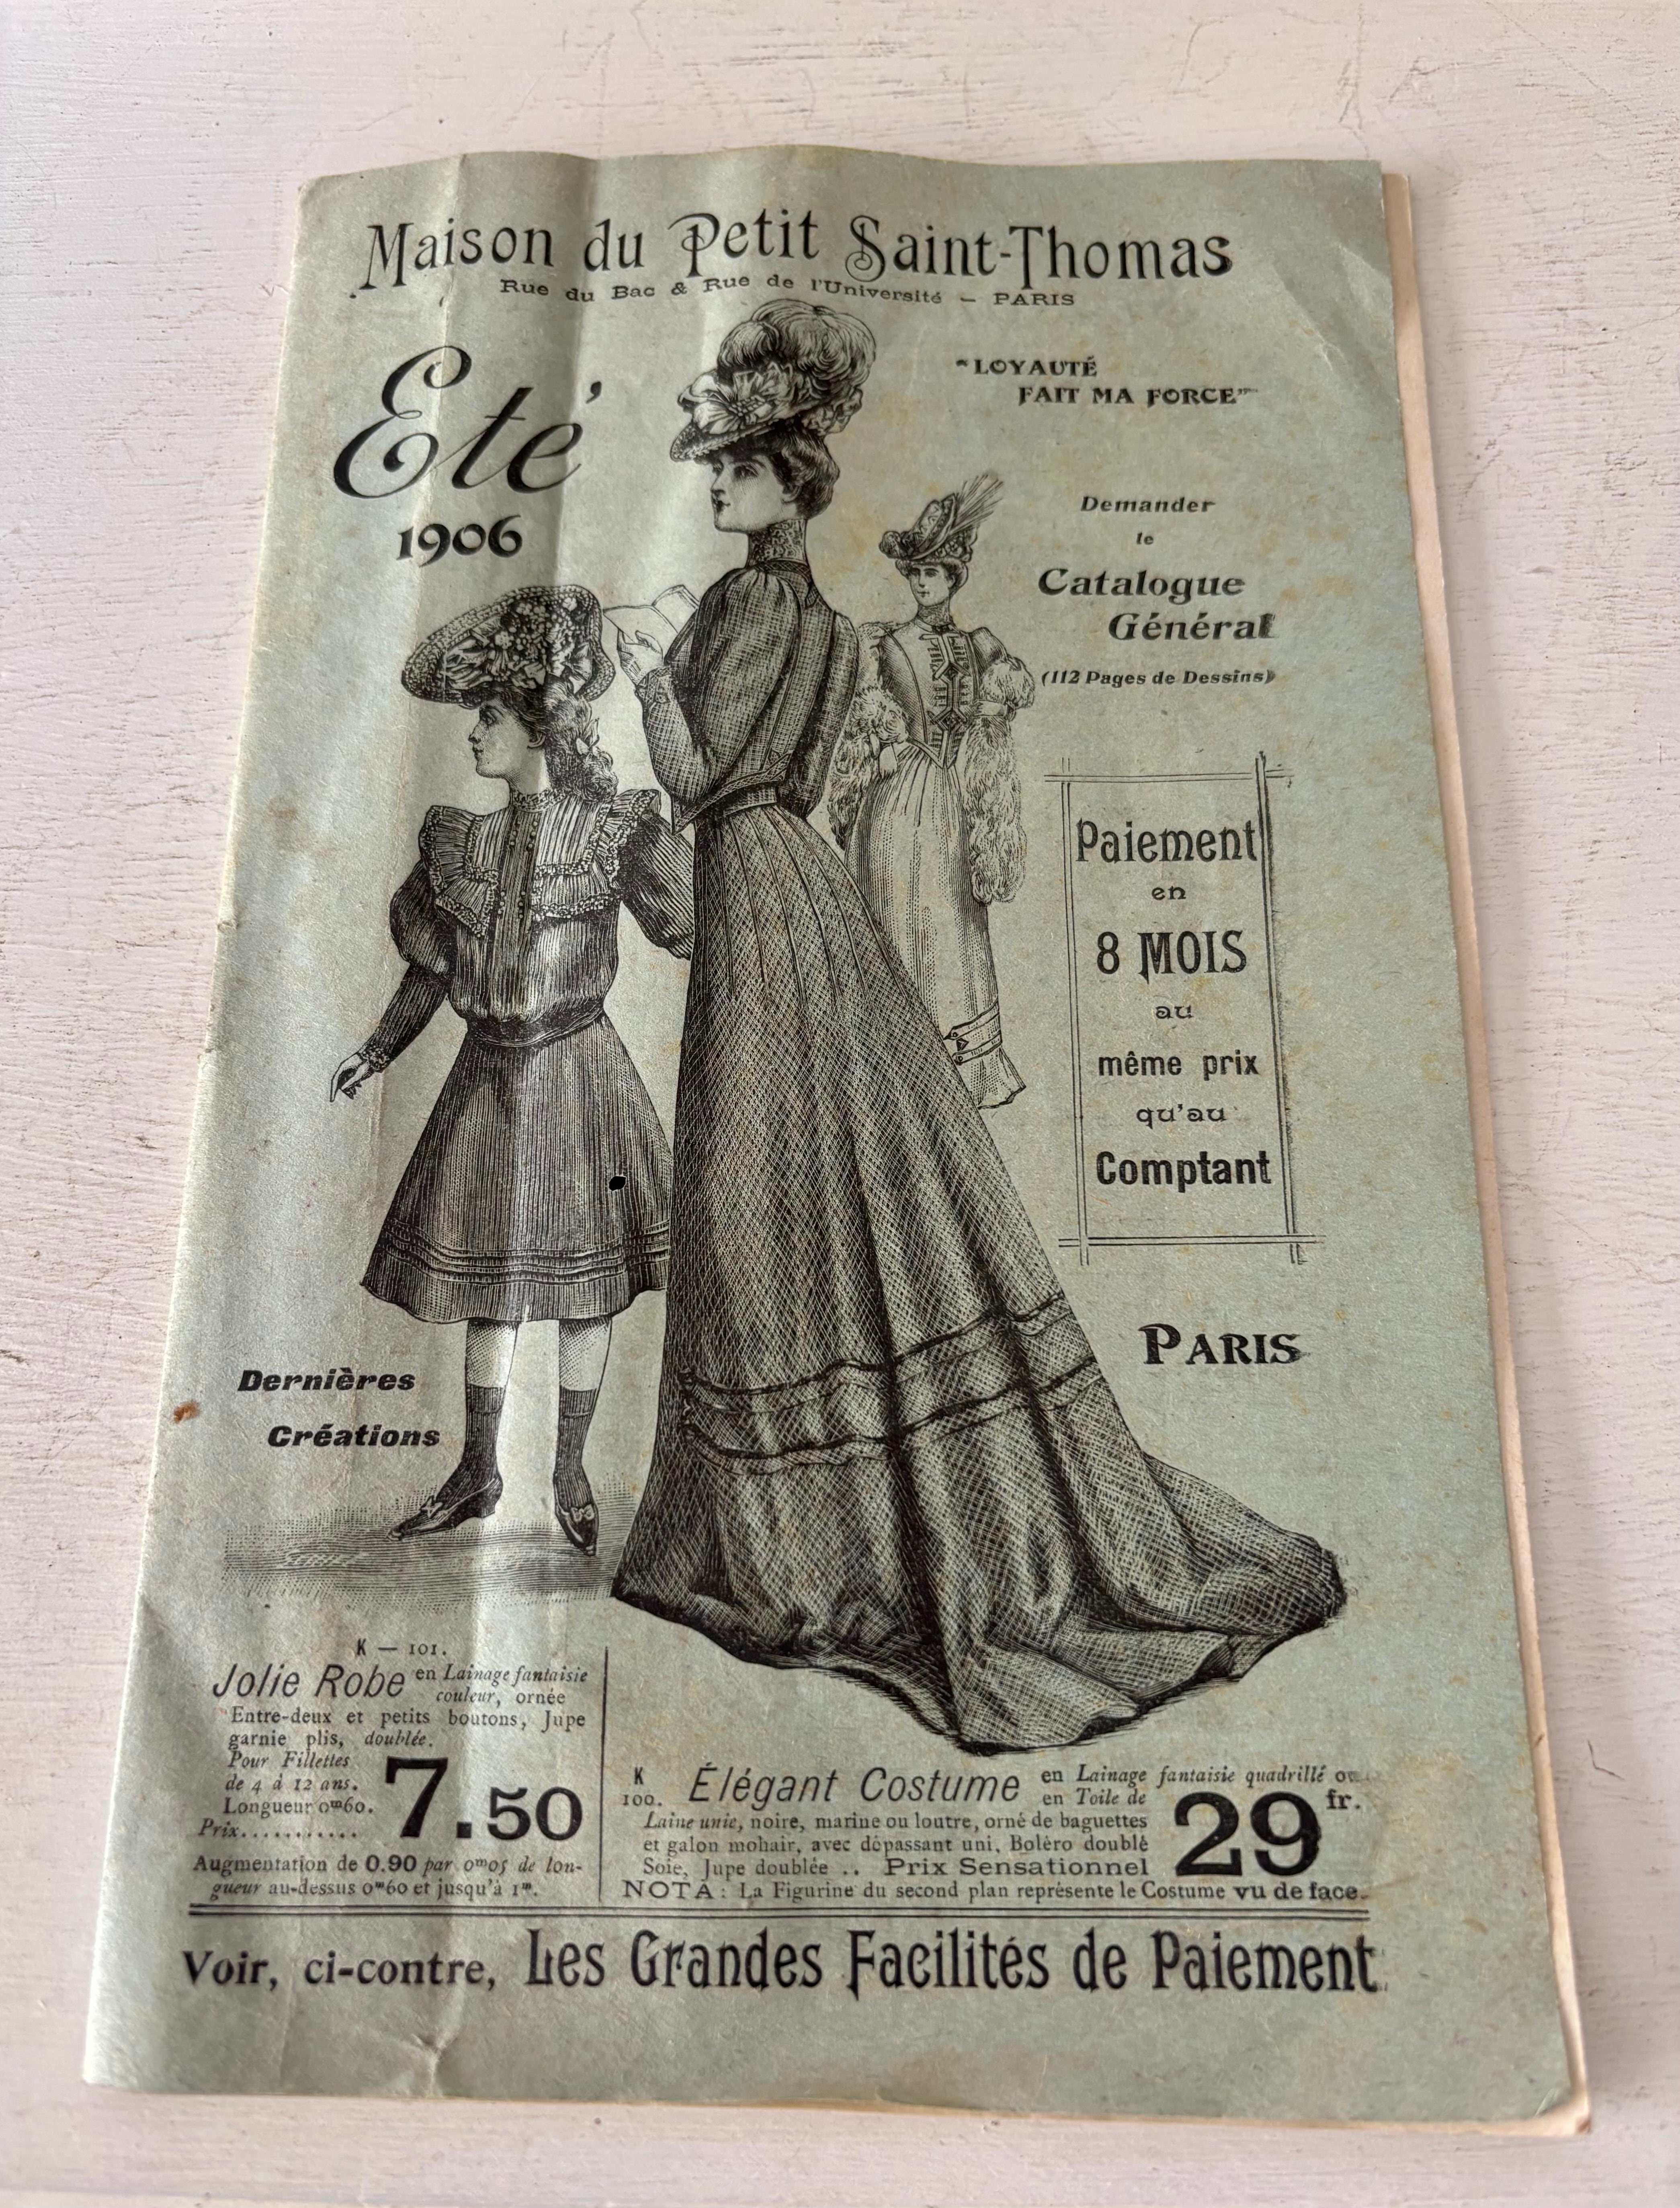 Maison du Petit Saint-Thomas
Rue du Bac & Rue de l'Université — PARIS
Eté
1906
"LOYAUTÉ
FAIT MA FORCE"
Demander
le
Catalogue
Général
(112 Pages de Dessins)
Paiement
en
8 MOIS
au
même prix
qu'au
Comptant
PARIS
Dernières
Créations
K — 101.
Jolie Robe en Lainage fantaisie
couleur, ornée
Entre-deux et petits boutons, Jupe
garnie plis, doublée.
Pour Fillettes
de 4 à 12 ans.
Longueur 0m60.
Prix........... 7.50
Augmentation de 0.90 par 0m05 de lon-
gueur au-dessus 0m60 et jusqu'à 1m.
K
100. Élégant Costume en Lainage fantaisie quadrillé ou
en Toile de
Laine unie, noire, marine ou loutre, orné de baguettes
et galon mohair, avec dépassant uni, Boléro doublé
Soie, Jupe doublée .. Prix Sensationnel 29 fr.
NOTA : La Figurine du second plan représente le Costume vu de face.
Voir, ci-contre, Les Grandes Facilités de Paiement